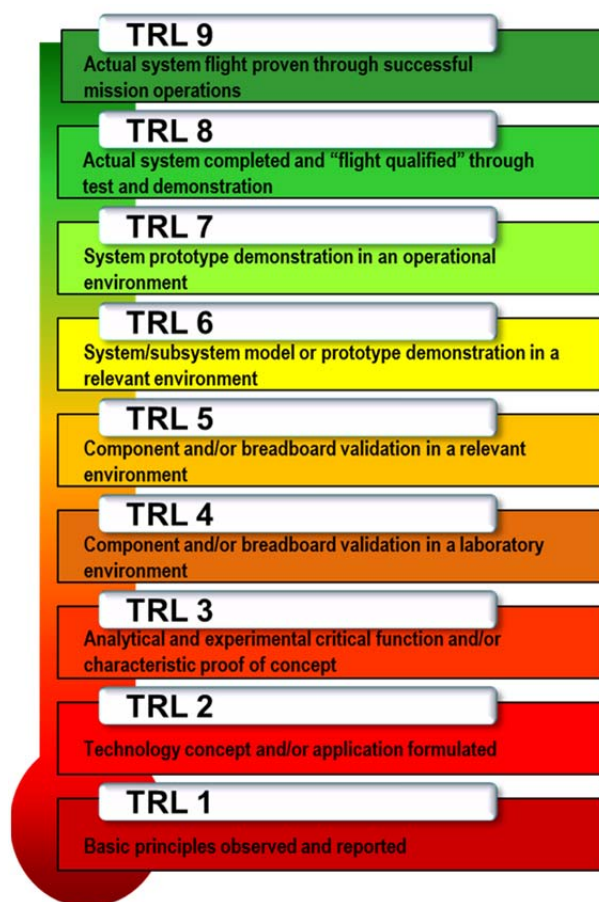 TRL 9
Actual system flight proven through successful
mission operations
TRL 8
Actual system completed and “flight qualified” through
test and demonstration
TRL 7
System prototype demonstration in an operational
environment
TRL 6
System/subsystem model or prototype demonstration in a
relevant environment
TRL 5
Component and/or breadboard validation in a relevant
environment
TRL 4
Component and/or breadboard validation in a laboratory
environment
TRL 3
Analytical and experimental critical function and/or
characteristic proof of concept
TRL 2
Technology concept and/or application formulated
TRL 1
Basic principles observed and reported